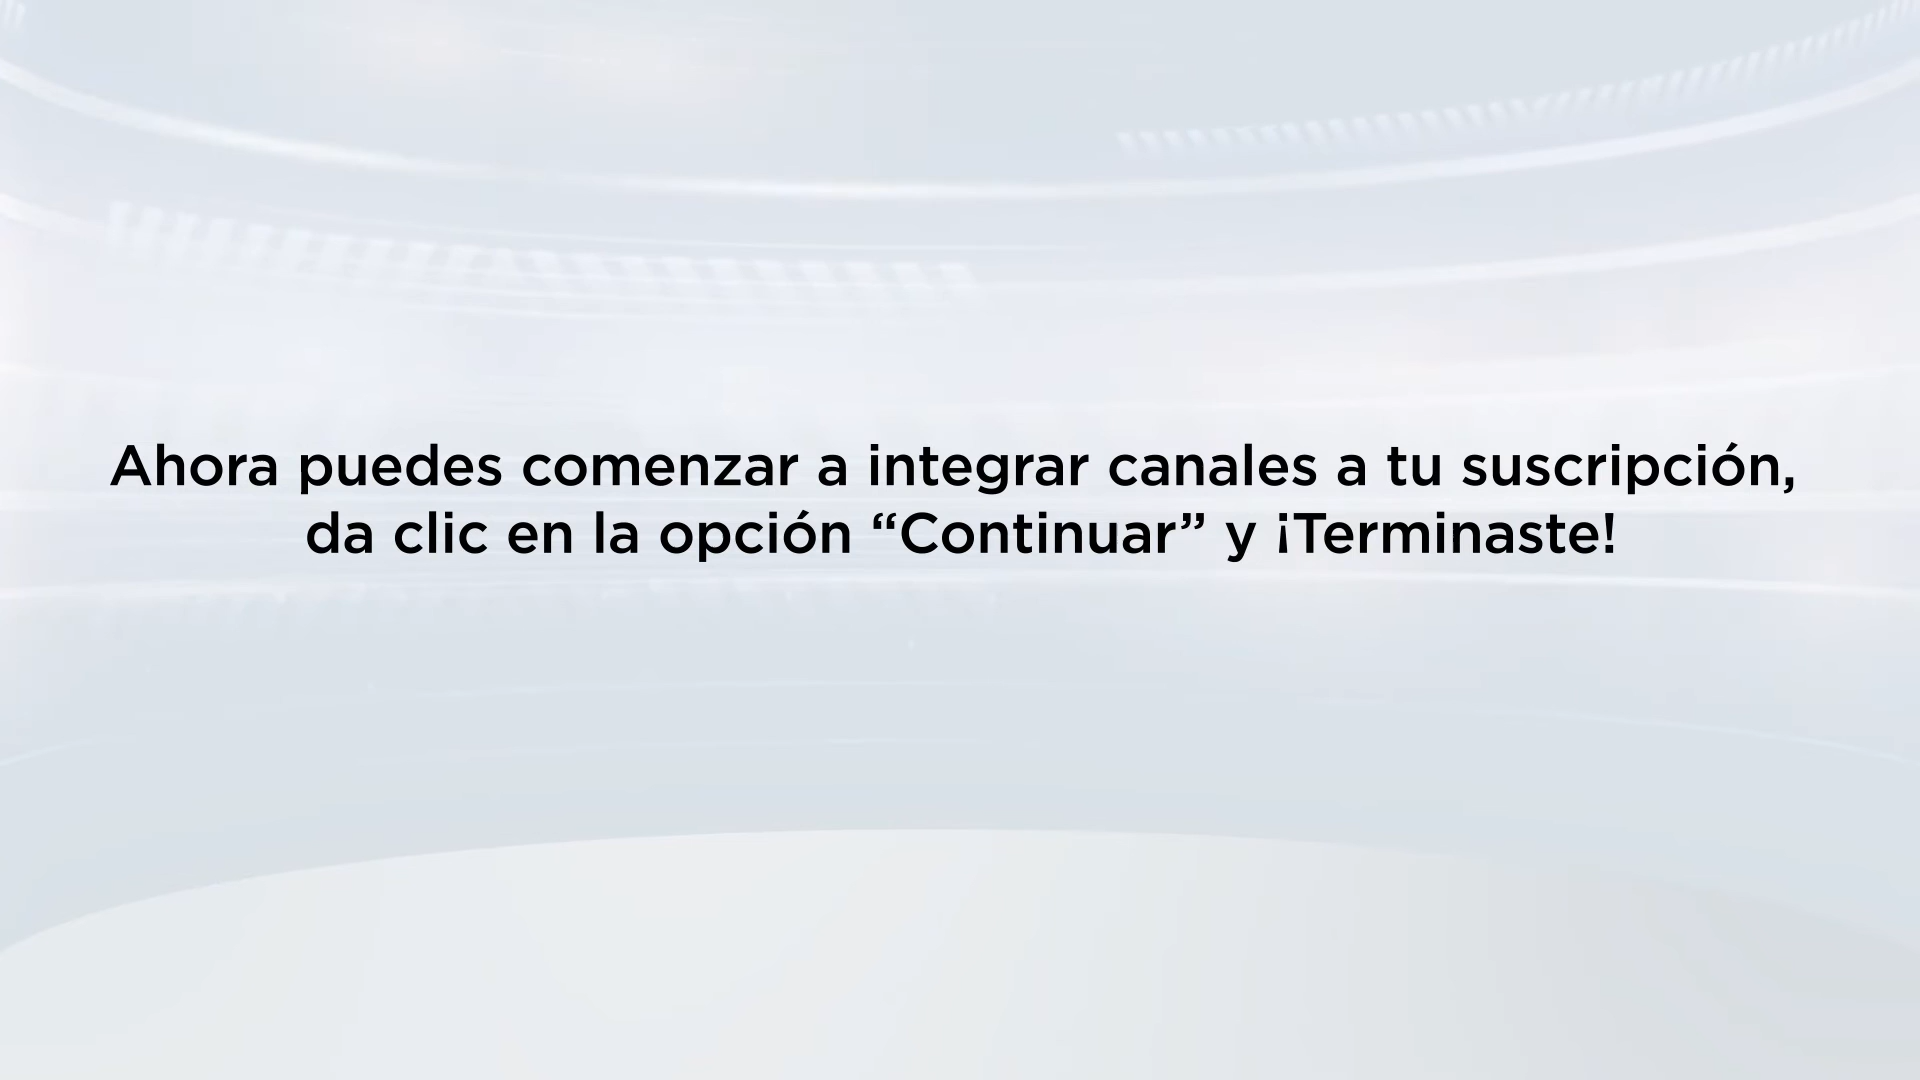 Ahora puedes comenzar a integrar canales a tu suscripción,
da clic en la opción “Continuar” y ¡Terminaste!